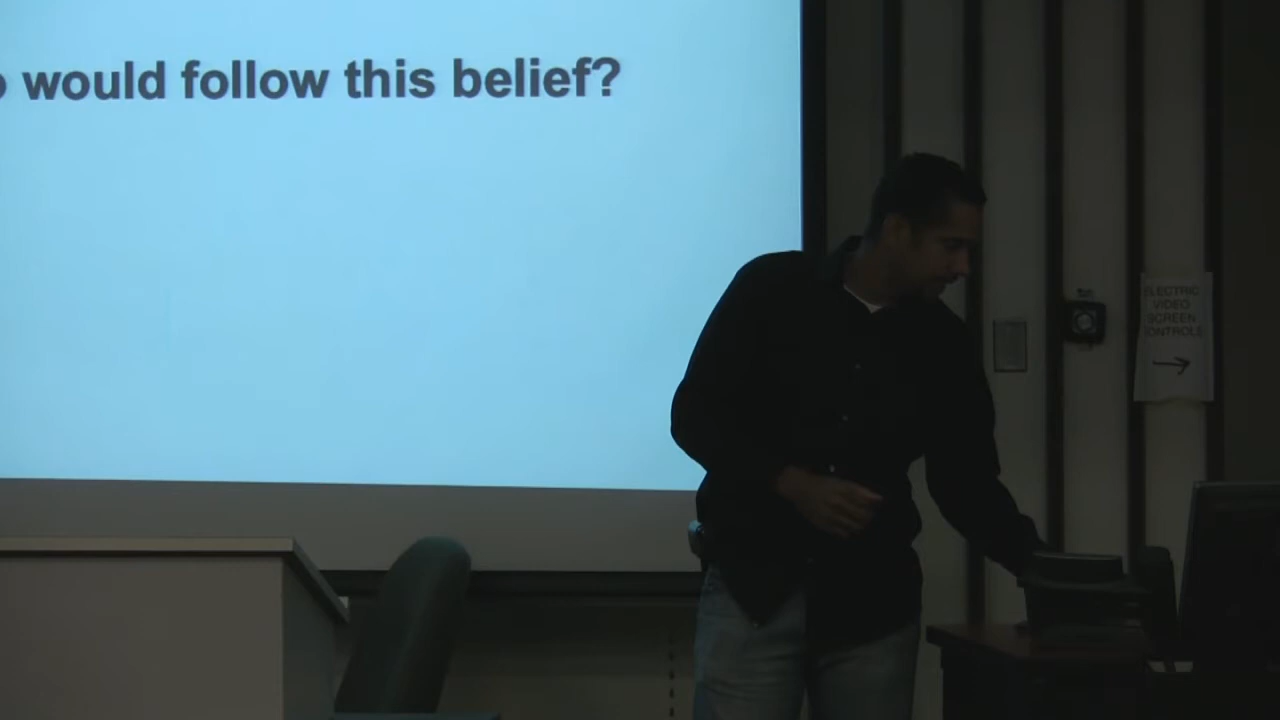 would follow this belief?
ELECTRIC
VIDEO
SCREEN
CONTROLS